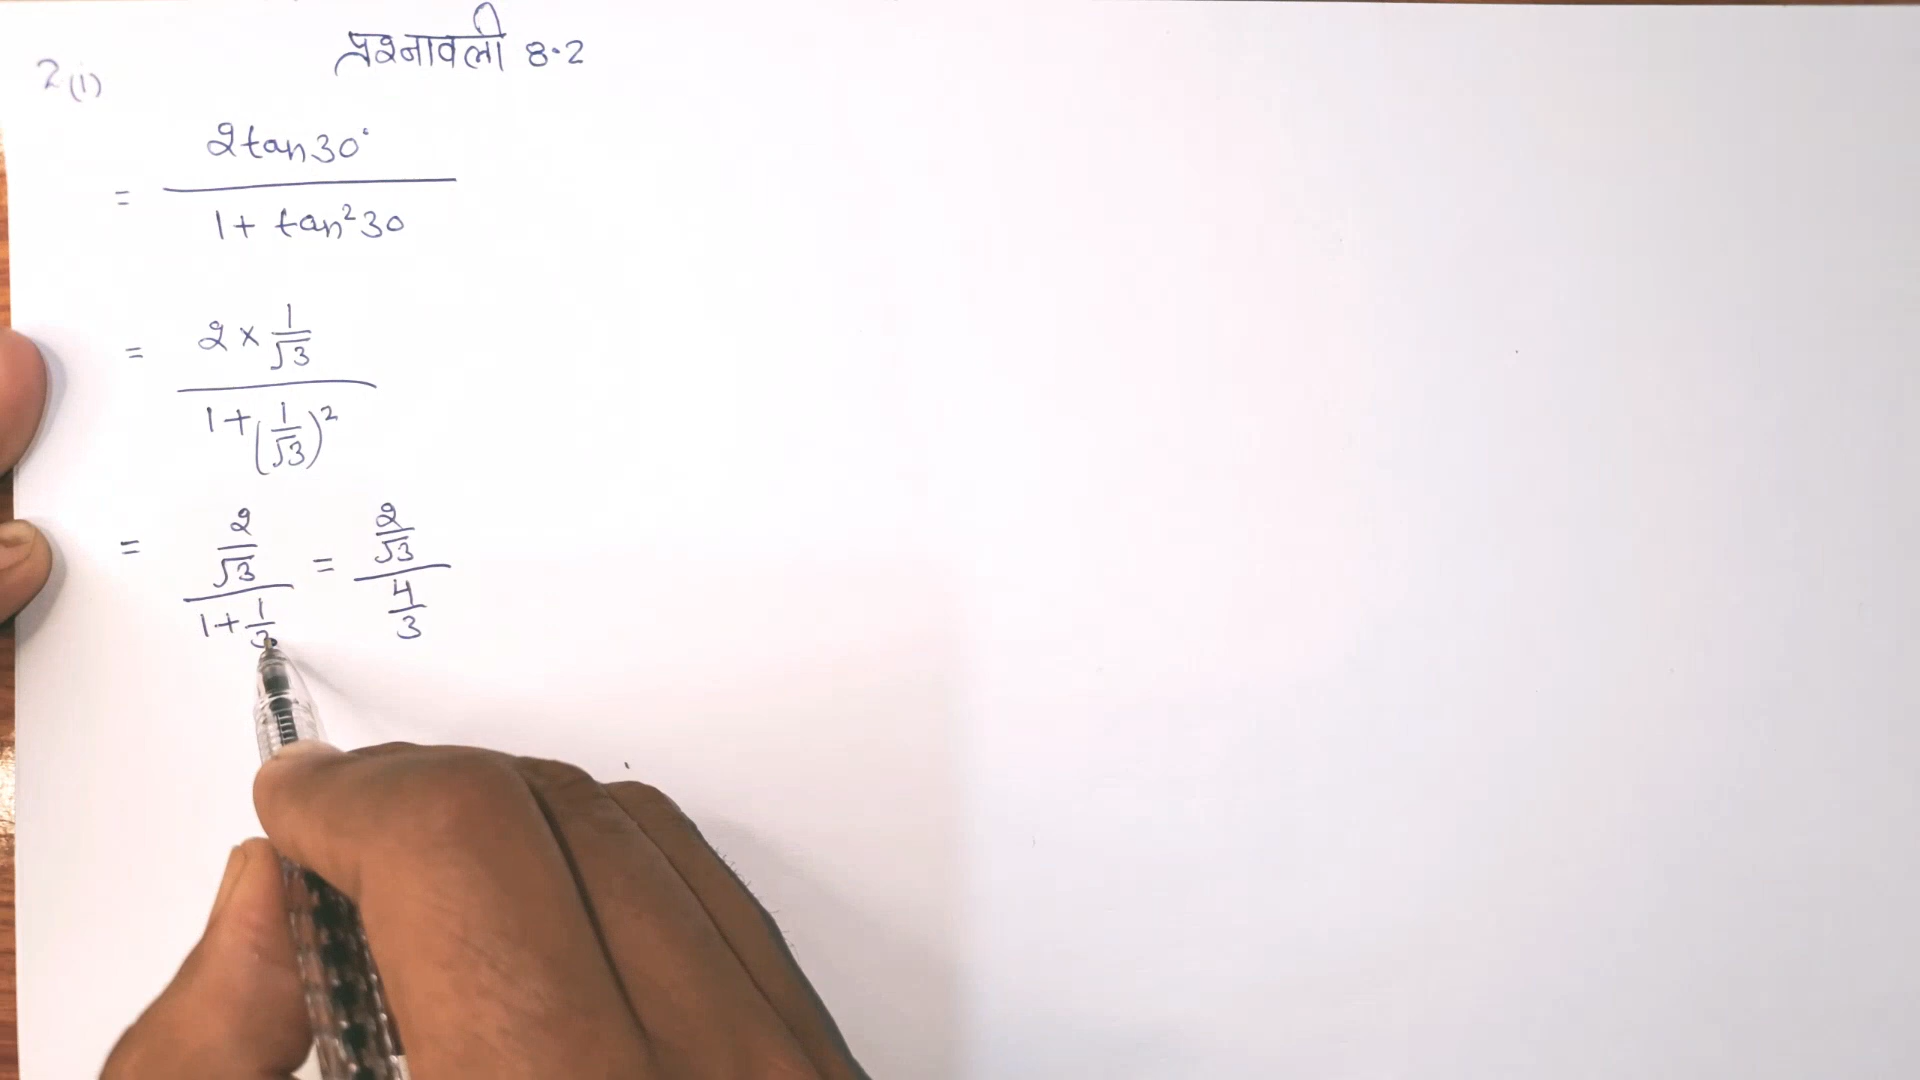 प्रश्नावली 8.2
2(i)
= 2tan30° / 1 + tan²30
= 2 × 1/√3 / 1 + (1/√3)²
= 2/√3 / 1 + 1/3 = 2/√3 / 4/3